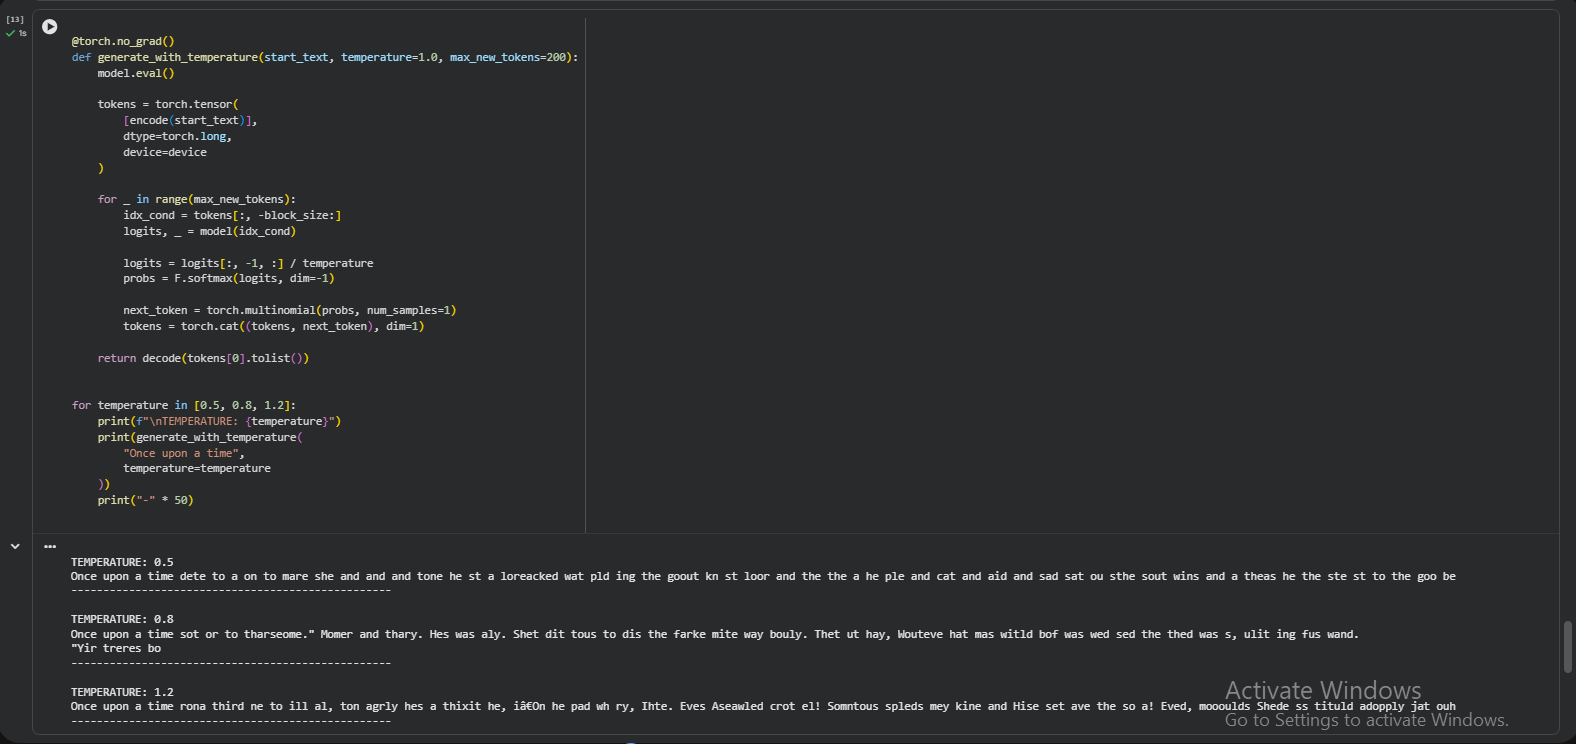 [13]
1s
@torch.no_grad()
def generate_with_temperature(start_text, temperature=1.0, max_new_tokens=200):
    model.eval()

    tokens = torch.tensor(
        [encode(start_text)],
        dtype=torch.long,
        device=device
    )

    for _ in range(max_new_tokens):
        idx_cond = tokens[:, -block_size:]
        logits, _ = model(idx_cond)

        logits = logits[:, -1, :] / temperature
        probs = F.softmax(logits, dim=-1)

        next_token = torch.multinomial(probs, num_samples=1)
        tokens = torch.cat((tokens, next_token), dim=1)

    return decode(tokens[0].tolist())


for temperature in [0.5, 0.8, 1.2]:
    print(f"\nTEMPERATURE: {temperature}")
    print(generate_with_temperature(
        "Once upon a time",
        temperature=temperature
    ))
    print("-" * 50)

TEMPERATURE: 0.5
Once upon a time dete to a on to mare she and and and tone he st a loreacked wat pld ing the goout kn st loor and the the a he ple and cat and aid and sad sat ou sthe sout wins and a theas he the ste st to the goo be
--------------------------------------------------

TEMPERATURE: 0.8
Once upon a time sot or to tharseome." Momer and thary. Hes was aly. Shet dit tous to dis the farke mite way bouly. Thet ut hay, Wouteve hat mas witld bof was wed sed the thed was s, ulit ing fus wand.
"Yir treres bo
--------------------------------------------------

TEMPERATURE: 1.2
Once upon a time rona third ne to ill al, ton agrly hes a thixit he, iâ€On he pad wh ry, Ihte. Eves Aseawled crot el! Somntous spleds mey kine and Hise set ave the so a! Eved, moooulds Shede ss tituld adopply jat ouh
--------------------------------------------------
Activate Windows
Go to Settings to activate Windows.